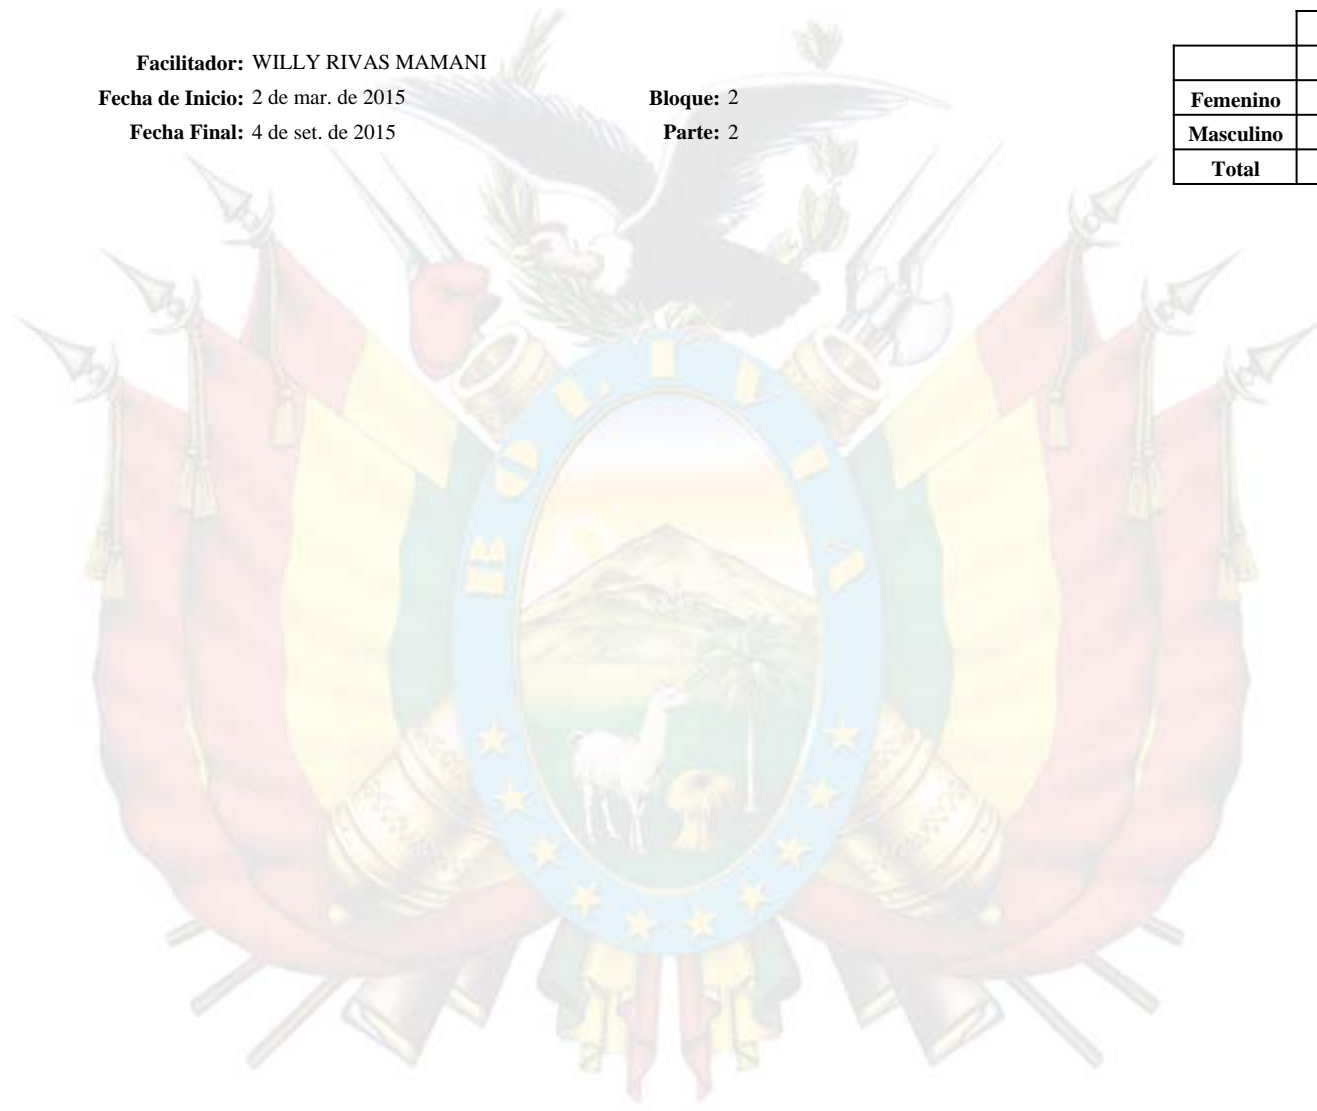 Facilitador: WILLY RIVAS MAMANI
Fecha de Inicio: 2 de mar. de 2015
Bloque: 2
Fecha Final: 4 de set. de 2015
Parte: 2
Femenino
Masculino
Total
BOLIVIA